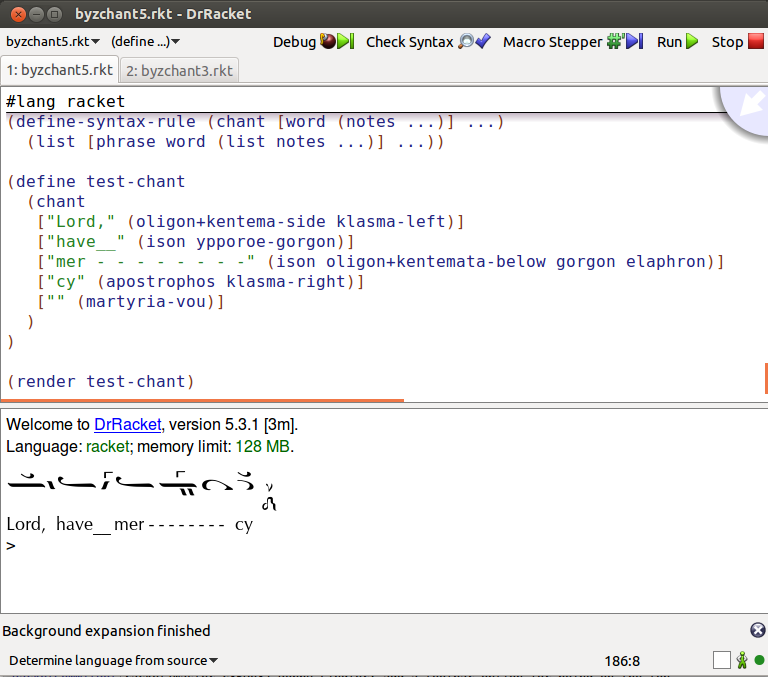 byzchant5.rkt - DrRacket
byzchant5.rkt▾ (define ...)▾ Debug Check Syntax Macro Stepper Run Stop
1: byzchant5.rkt 2: byzchant3.rkt
#lang racket
(define-syntax-rule (chant [word (notes ...)] ...)
  (list [phrase word (list notes ...)] ...))
(define test-chant
  (chant
   ["Lord," (oligon+kentema-side klasma-left)]
   ["have__" (ison ypporoe-gorgon)]
   ["mer - - - - - - - -" (ison oligon+kentemata-below gorgon elaphron)]
   ["cy" (apostrophos klasma-right)]
   ["" (martyria-vou)]
  )
)
(render test-chant)
Welcome to DrRacket, version 5.3.1 [3m].
Language: racket; memory limit: 128 MB.
Lord, have__ mer - - - - - - - - cy
>
Background expansion finished
Determine language from source▾ 186:8